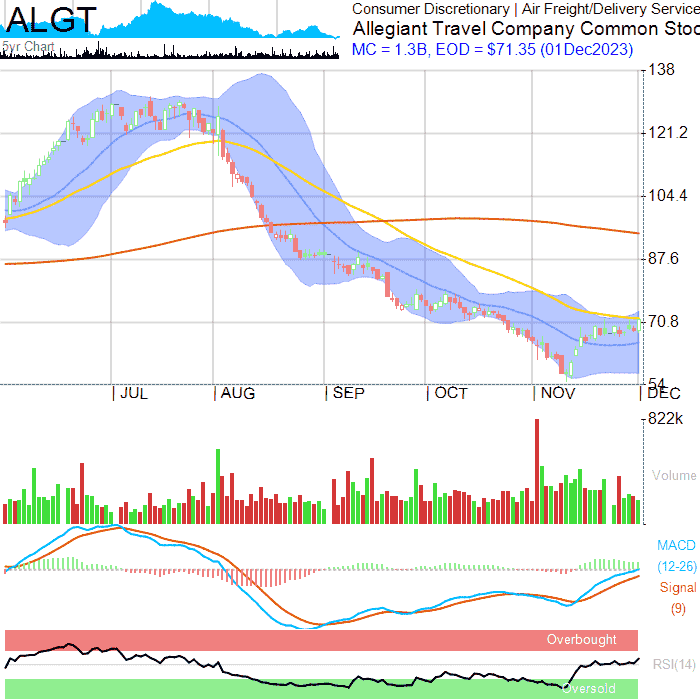 ALGT
5yr Chart
Consumer Discretionary | Air Freight/Delivery Service
Allegiant Travel Company Common Stoc
MC = 1.3B, EOD = $71.35 (01Dec2023)
138
121.2
104.4
87.6
70.8
54
JUL AUG SEP OCT NOV DEC
822k
Volume
MACD
(12-26)
Signal
(9)
Overbought
RSI(14)
Oversold